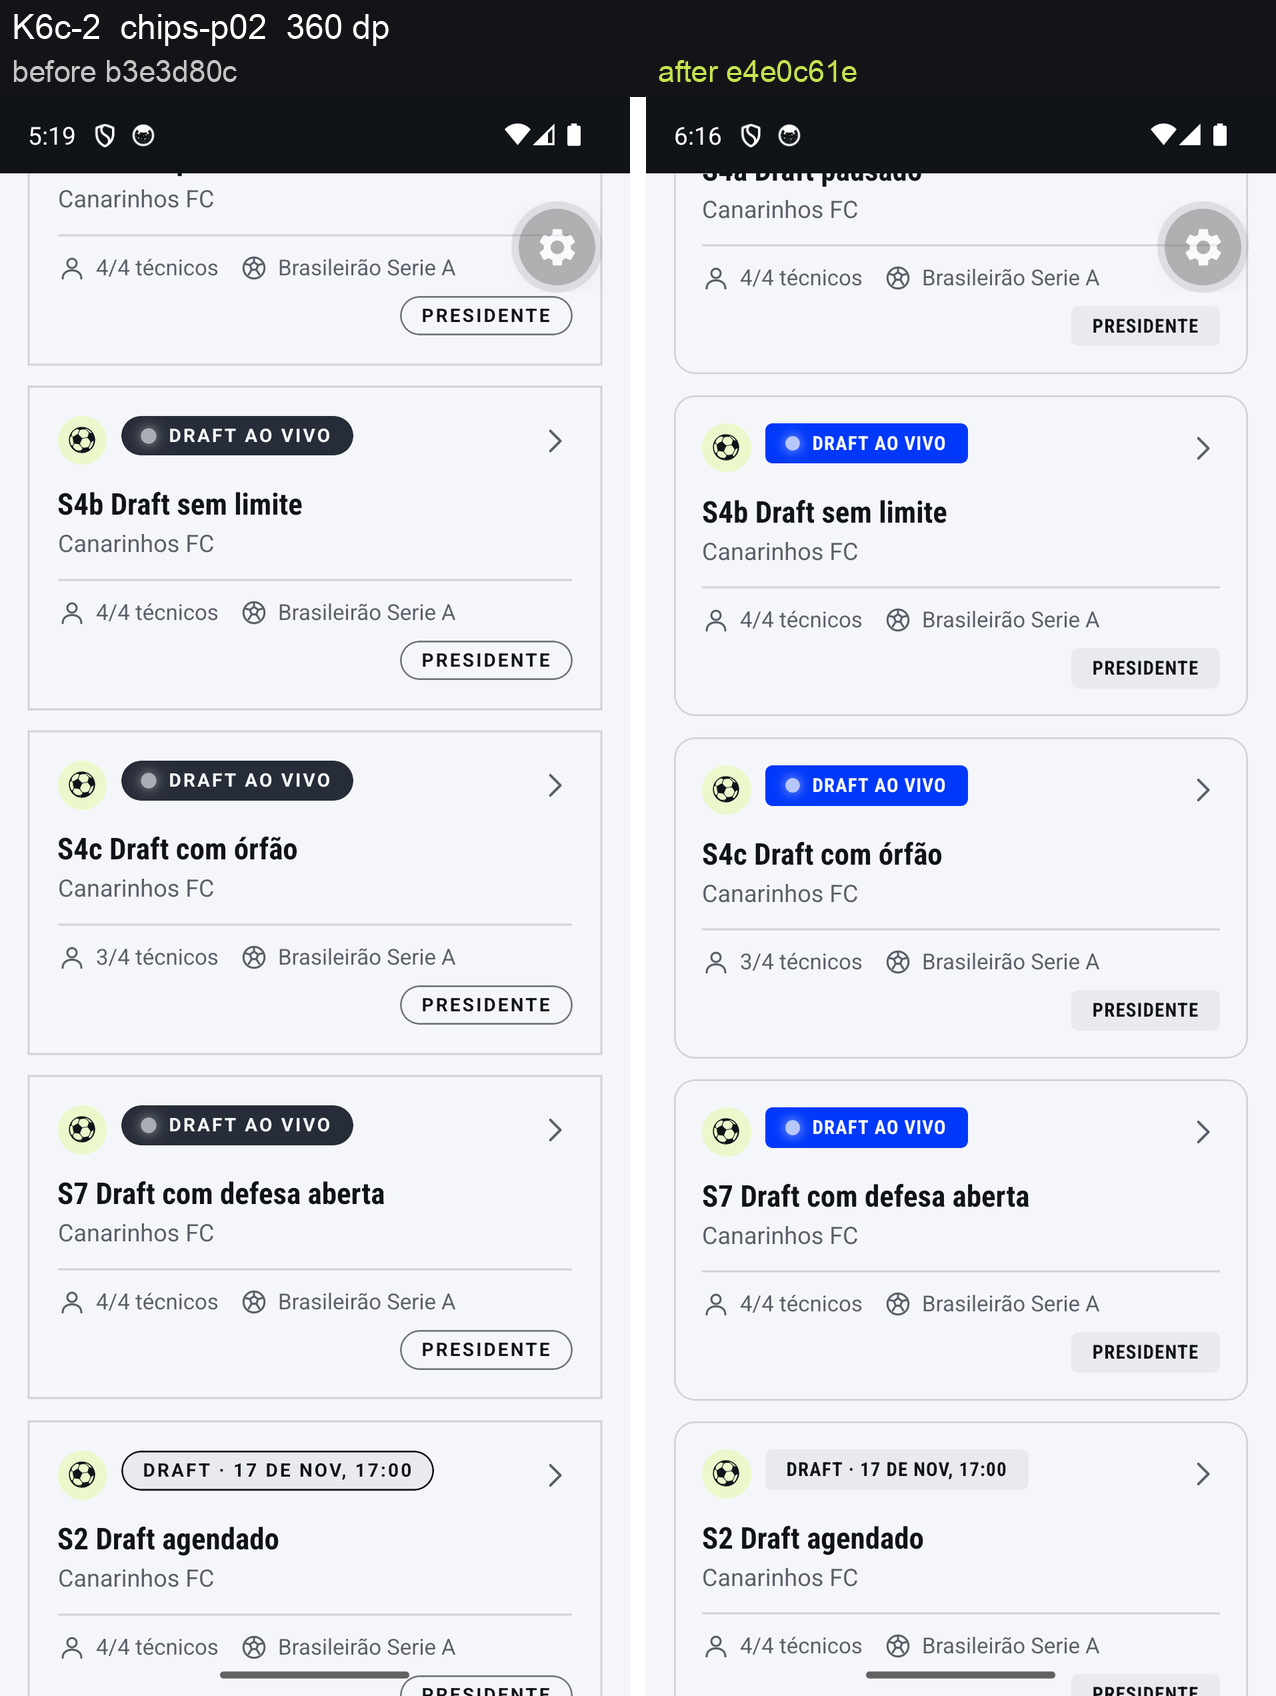 K6c-2 chips-p02 360 dp
before b3e3d80c
after e4e0c61e
5:19
Canarinhos FC
4/4 técnicos Brasileirão Serie A
PRESIDENTE
DRAFT AO VIVO
S4b Draft sem limite
Canarinhos FC
4/4 técnicos Brasileirão Serie A
PRESIDENTE
DRAFT AO VIVO
S4c Draft com órfão
Canarinhos FC
3/4 técnicos Brasileirão Serie A
PRESIDENTE
DRAFT AO VIVO
S7 Draft com defesa aberta
Canarinhos FC
4/4 técnicos Brasileirão Serie A
PRESIDENTE
DRAFT · 17 DE NOV, 17:00
S2 Draft agendado
Canarinhos FC
4/4 técnicos Brasileirão Serie A
PRESIDENTE
6:16
S4a Draft pausado
Canarinhos FC
4/4 técnicos Brasileirão Serie A
PRESIDENTE
DRAFT AO VIVO
S4b Draft sem limite
Canarinhos FC
4/4 técnicos Brasileirão Serie A
PRESIDENTE
DRAFT AO VIVO
S4c Draft com órfão
Canarinhos FC
3/4 técnicos Brasileirão Serie A
PRESIDENTE
DRAFT AO VIVO
S7 Draft com defesa aberta
Canarinhos FC
4/4 técnicos Brasileirão Serie A
PRESIDENTE
DRAFT · 17 DE NOV, 17:00
S2 Draft agendado
Canarinhos FC
4/4 técnicos Brasileirão Serie A
PRESIDENTE